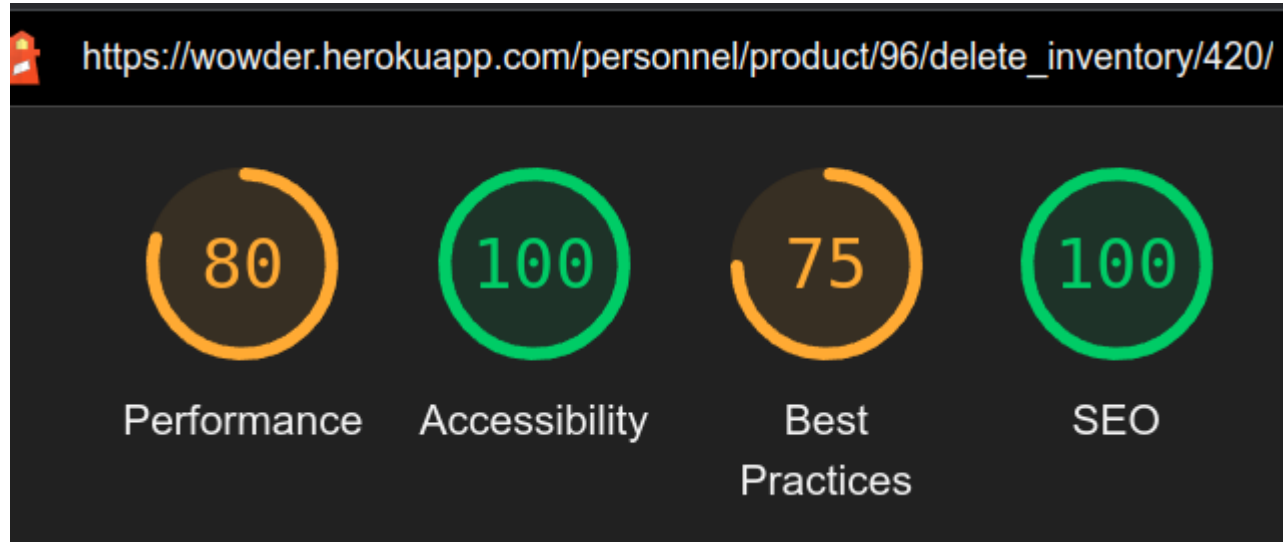 https://wowder.herokuapp.com/personnel/product/96/delete_inventory/420/
80 100 75 100
Performance Accessibility Best Practices SEO